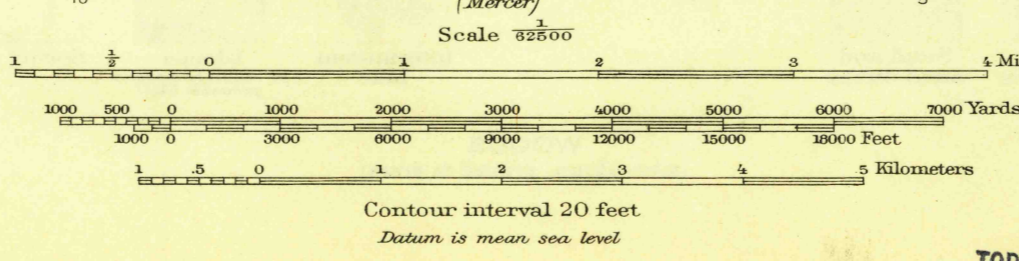 (Mercer)
Scale 1/62500
1 ½ 0 1 2 3 4 Mi
1000 500 0 1000 2000 3000 4000 5000 6000 7000 Yards
1000 0 3000 6000 9000 12000 15000 18000 Feet
1 .5 0 1 2 3 4 5 Kilometers
Contour interval 20 feet
Datum is mean sea level
TOP